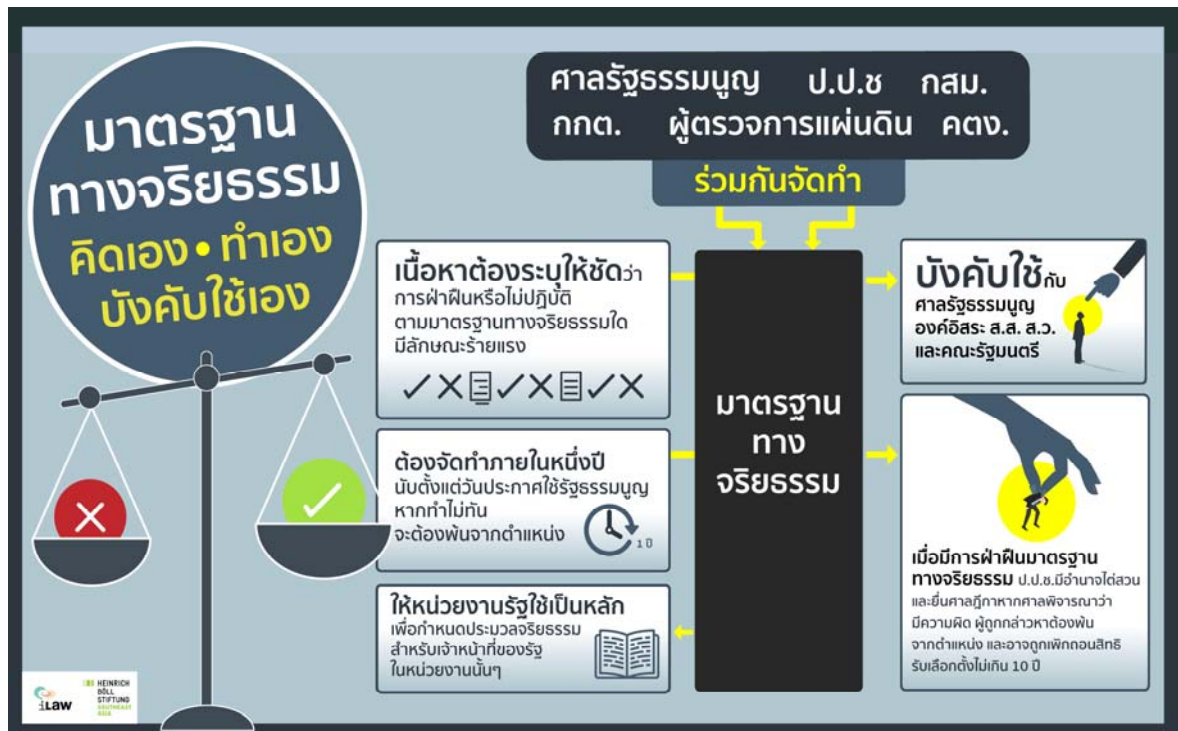 มาตรฐาน
ทางจริยธรรม
คิดเอง • ทำเอง
บังคับใช้เอง
ศาลรัฐธรรมนูญ ป.ป.ช กสม.
กกต. ผู้ตรวจการแผ่นดิน คตง.
ร่วมกันจัดทำ
เนื้อหาต้องระบุให้ชัดว่า
การฝ่าฝืนหรือไม่ปฏิบัติ
ตามมาตรฐานทางจริยธรรมใด
มีลักษณะร้ายแรง
ต้องจัดทำภายในหนึ่งปี
นับตั้งแต่วันประกาศใช้รัฐธรรมนูญ
หากทำไม่ทัน
จะต้องพ้นจากตำแหน่ง
1 ปี
ให้หน่วยงานรัฐใช้เป็นหลัก
เพื่อกำหนดประมวลจริยธรรม
สำหรับเจ้าหน้าที่ของรัฐ
ในหน่วยงานนั้นๆ
มาตรฐาน
ทาง
จริยธรรม
บังคับใช้กับ
ศาลรัฐธรรมนูญ
องค์อิสระ ส.ส. ส.ว.
และคณะรัฐมนตรี
เมื่อมีการฝ่าฝืนมาตรฐาน
ทางจริยธรรม ป.ป.ช.มีอำนาจไต่สวน
และยื่นศาลฎีกาหากศาลพิจารณาว่า
มีความผิด ผู้ถูกกล่าวหาต้องพ้น
จากตำแหน่ง และอาจถูกเพิกถอนสิทธิ
รับเลือกตั้งไม่เกิน 10 ปี
iLAW
HEINRICH
BÖLL
STIFTUNG
SOUTHEAST
ASIA